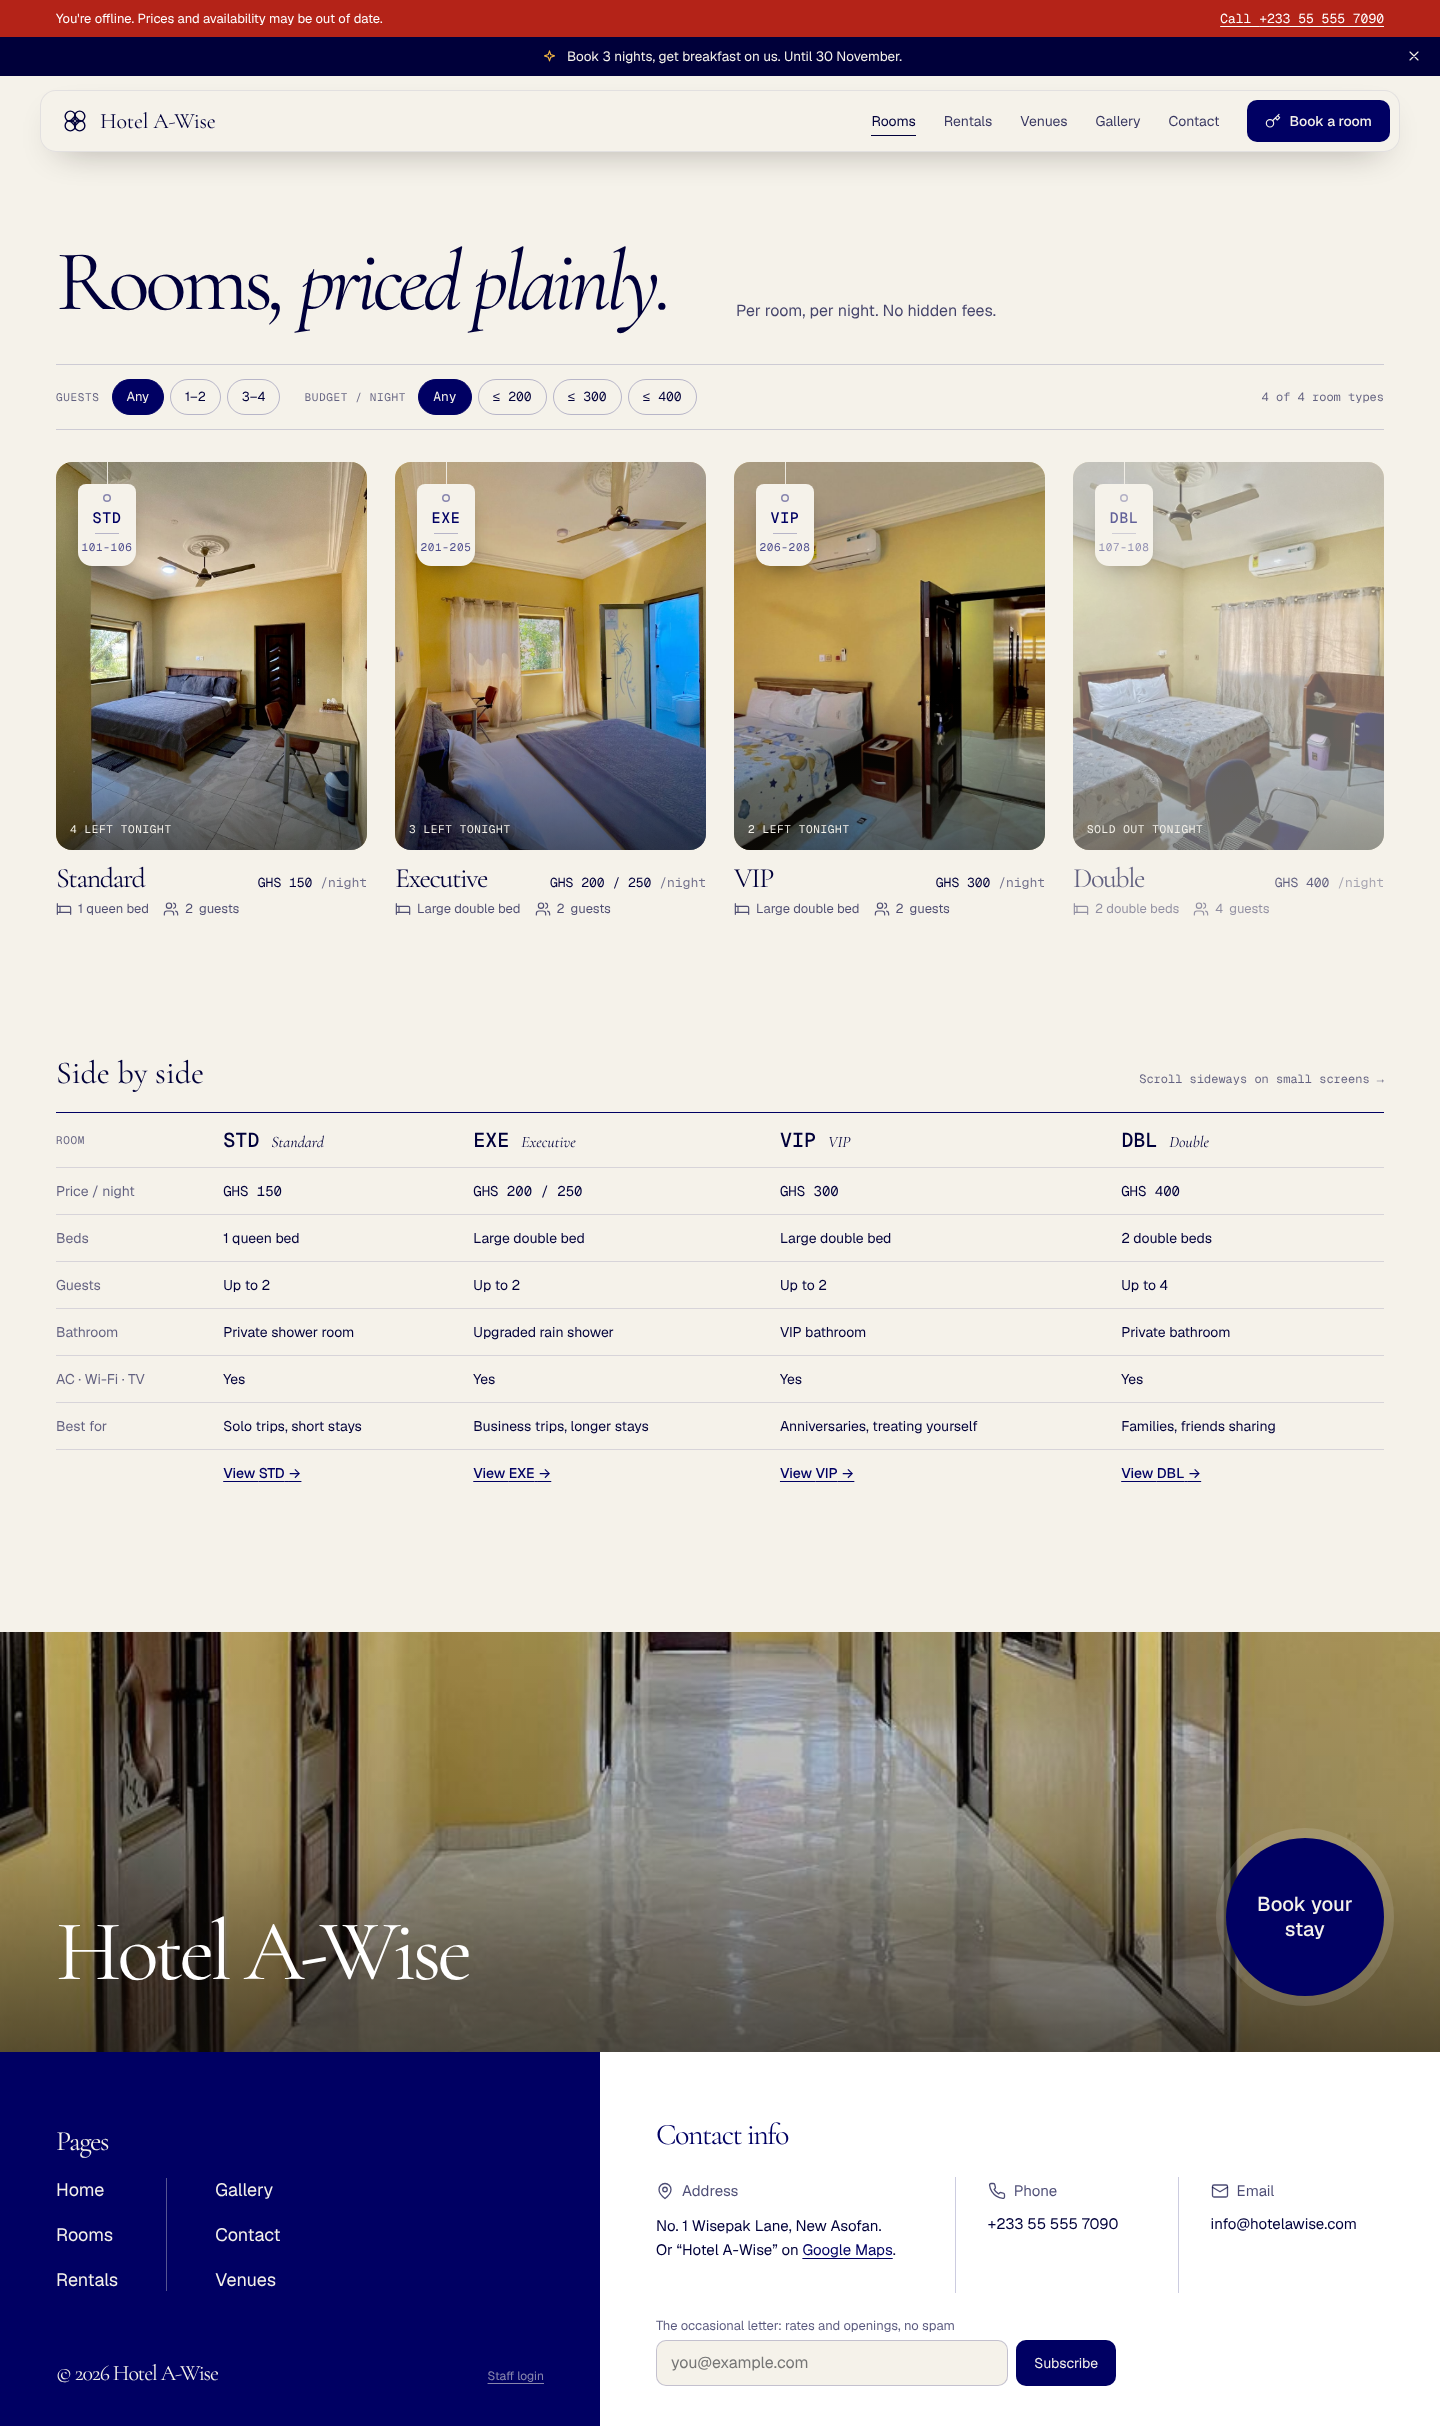 You're offline. Prices and availability may be out of date.
Call +233 55 555 7090
Book 3 nights, get breakfast on us. Until 30 November.
Hotel A-Wise
Rooms
Rentals
Venues
Gallery
Contact
Book a room
Rooms, priced plainly.
Per room, per night. No hidden fees.
GUESTS
Any
1–2
3–4
BUDGET / NIGHT
Any
≤ 200
≤ 300
≤ 400
4 of 4 room types
STD
101-106
4 LEFT TONIGHT
Standard
GHS 150 /night
1 queen bed
2 guests
EXE
201-205
3 LEFT TONIGHT
Executive
GHS 200 / 250 /night
Large double bed
2 guests
VIP
206-208
2 LEFT TONIGHT
VIP
GHS 300 /night
Large double bed
2 guests
DBL
107-108
SOLD OUT TONIGHT
Double
GHS 400 /night
2 double beds
4 guests
Side by side
Scroll sideways on small screens →
ROOM
STD Standard
EXE Executive
VIP VIP
DBL Double
Price / night
GHS 150
GHS 200 / 250
GHS 300
GHS 400
Beds
1 queen bed
Large double bed
Large double bed
2 double beds
Guests
Up to 2
Up to 2
Up to 2
Up to 4
Bathroom
Private shower room
Upgraded rain shower
VIP bathroom
Private bathroom
AC · Wi-Fi · TV
Yes
Yes
Yes
Yes
Best for
Solo trips, short stays
Business trips, longer stays
Anniversaries, treating yourself
Families, friends sharing
View STD →
View EXE →
View VIP →
View DBL →
Hotel A-Wise
Book your
stay
Pages
Home
Rooms
Rentals
Gallery
Contact
Venues
© 2026 Hotel A-Wise
Staff login
Contact info
Address
No. 1 Wisepak Lane, New Asofan.
Or “Hotel A-Wise” on Google Maps.
Phone
+233 55 555 7090
Email
info@hotelawise.com
The occasional letter: rates and openings, no spam
you@example.com
Subscribe